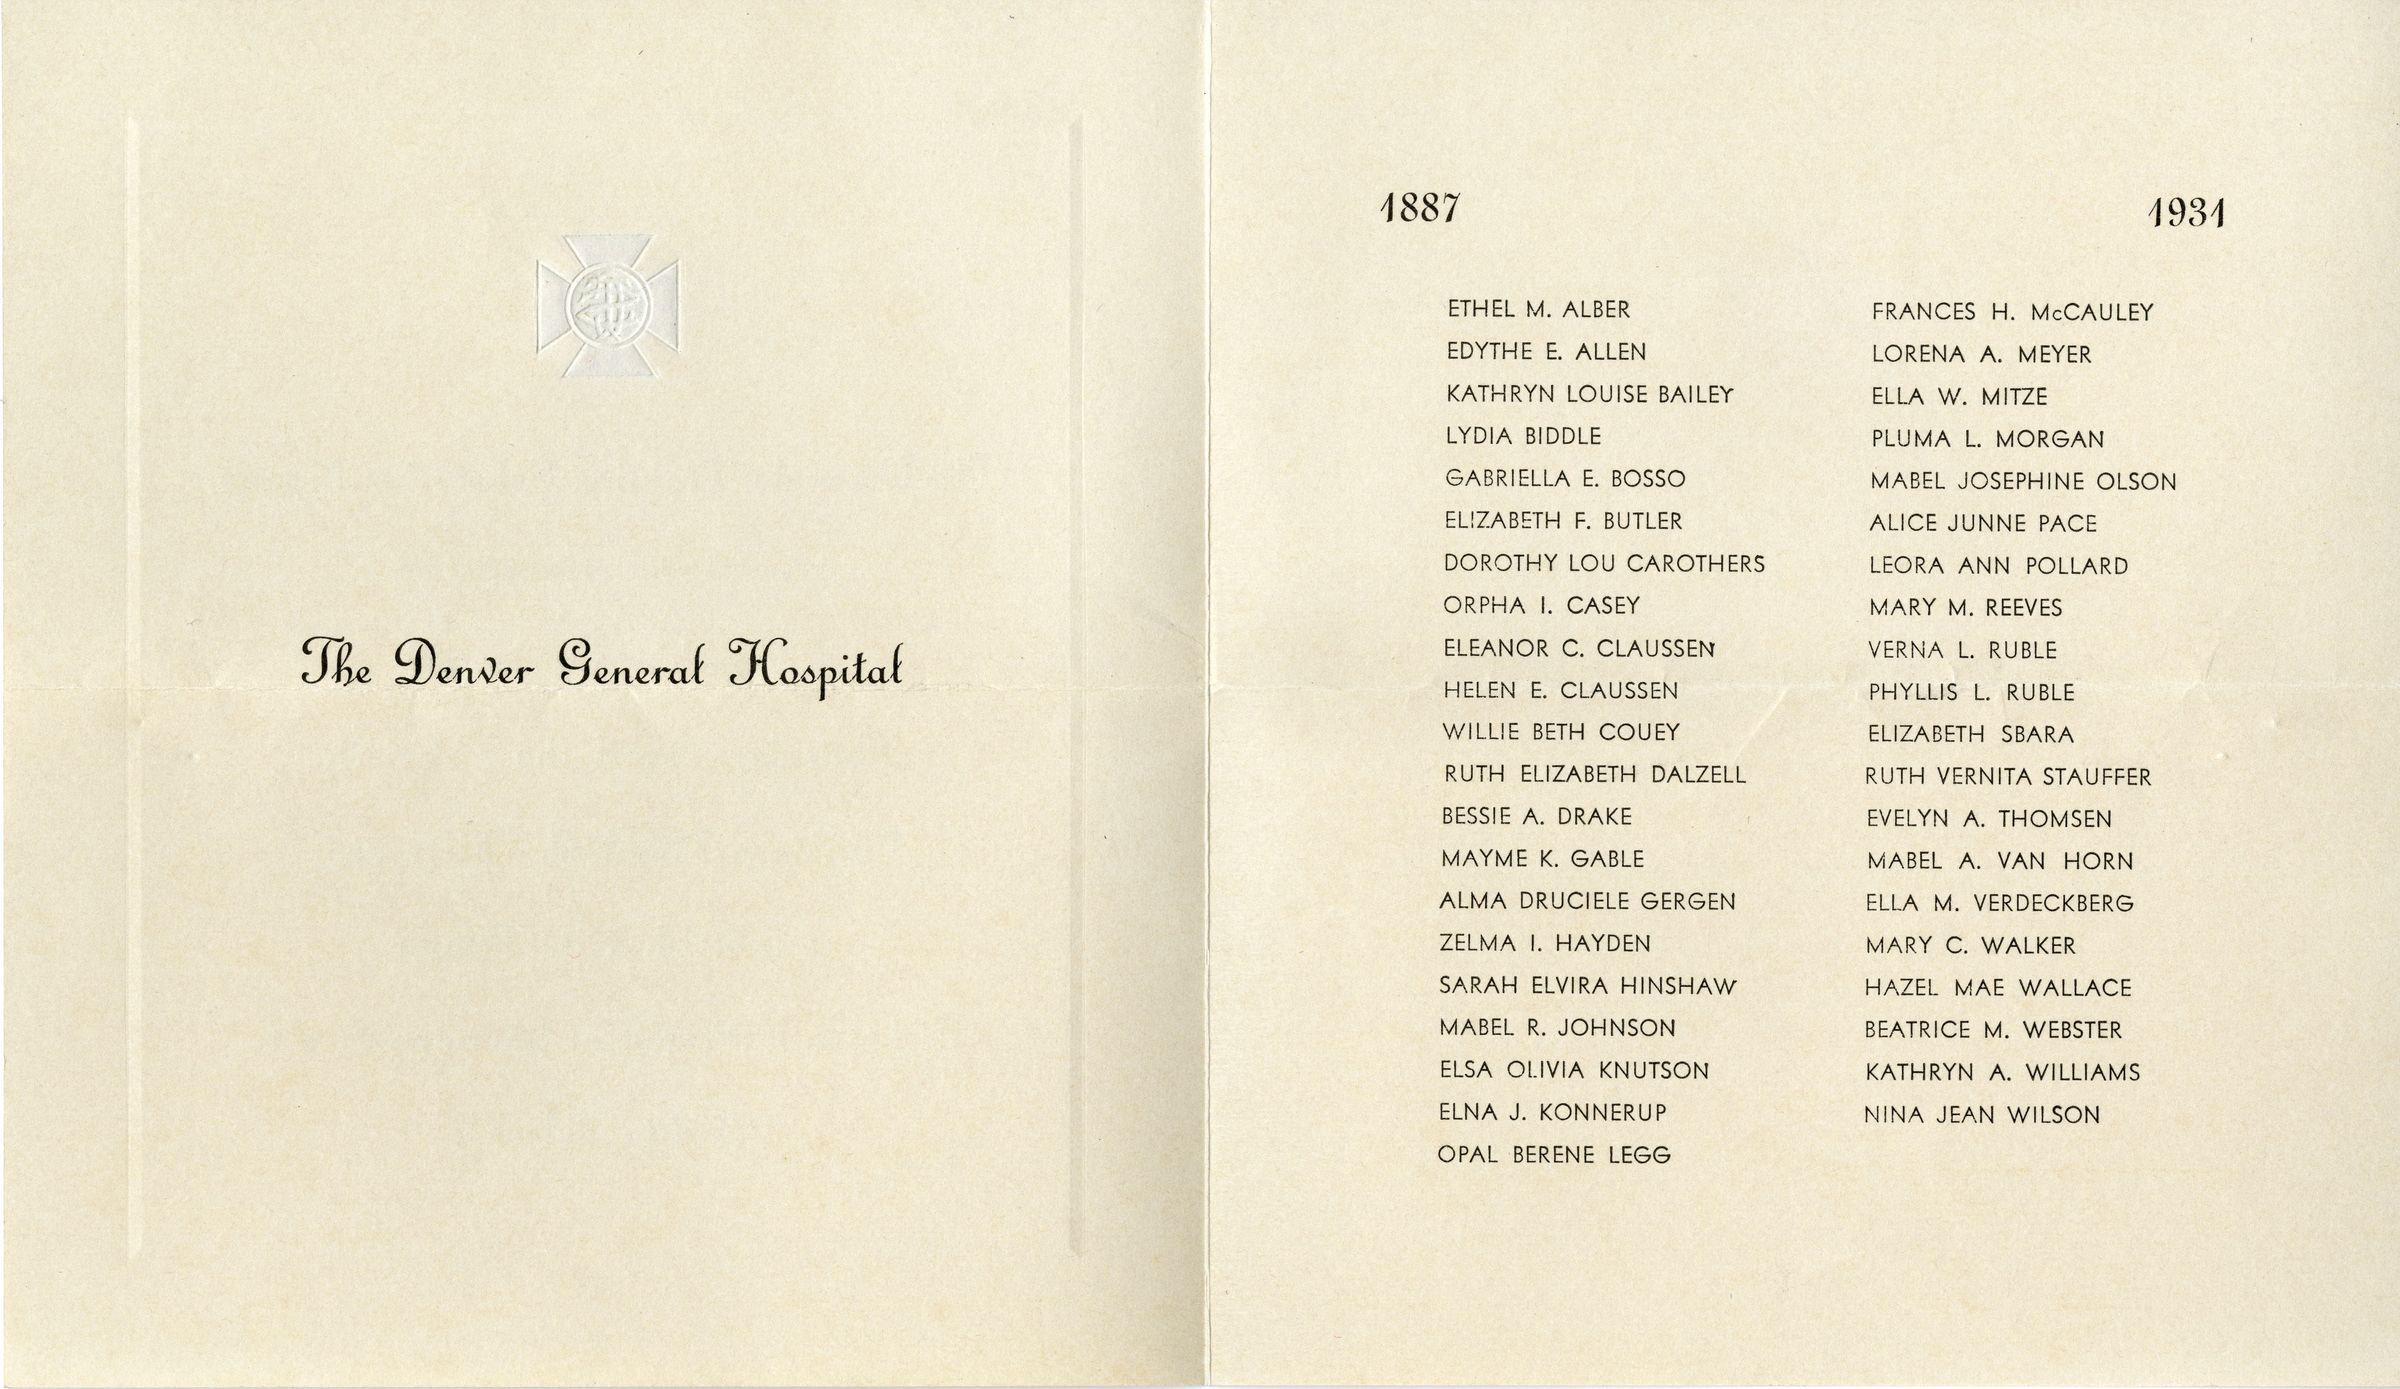 The Denver General Hospital
1887 1931
ETHEL M. ALBER
EDYTHE E. ALLEN
KATHRYN LOUISE BAILEY
LYDIA BIDDLE
GABRIELLA E. BOSSO
ELIZABETH F. BUTLER
DOROTHY LOU CAROTHERS
ORPHA I. CASEY
ELEANOR C. CLAUSSEN
HELEN E. CLAUSSEN
WILLIE BETH COUEY
RUTH ELIZABETH DALZELL
BESSIE A. DRAKE
MAYME K. GABLE
ALMA DRUCIELE GERGEN
ZELMA I. HAYDEN
SARAH ELVIRA HINSHAW
MABEL R. JOHNSON
ELSA OLIVIA KNUTSON
ELNA J. KONNERUP
OPAL BERENE LEGG
FRANCES H. McCAULEY
LORENA A. MEYER
ELLA W. MITZE
PLUMA L. MORGAN
MABEL JOSEPHINE OLSON
ALICE JUNNE PACE
LEORA ANN POLLARD
MARY M. REEVES
VERNA L. RUBLE
PHYLLIS L. RUBLE
ELIZABETH SBARA
RUTH VERNITA STAUFFER
EVELYN A. THOMSEN
MABEL A. VAN HORN
ELLA M. VERDECKBERG
MARY C. WALKER
HAZEL MAE WALLACE
BEATRICE M. WEBSTER
KATHRYN A. WILLIAMS
NINA JEAN WILSON